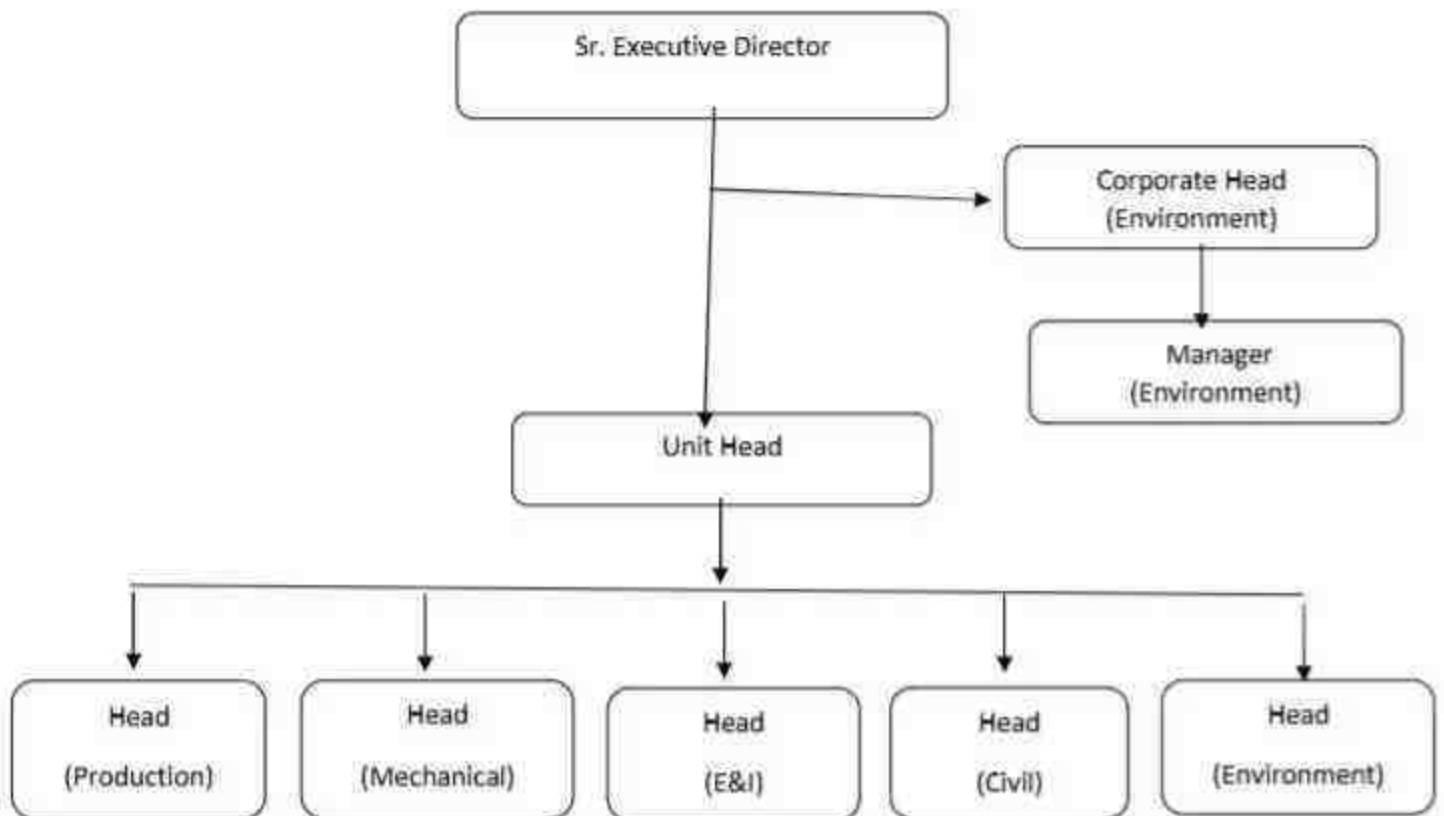 Sr. Executive Director
Corporate Head
(Environment)
Manager
(Environment)
Unit Head
Head
(Production)
Head
(Mechanical)
Head
(E&I)
Head
(Civil)
Head
(Environment)